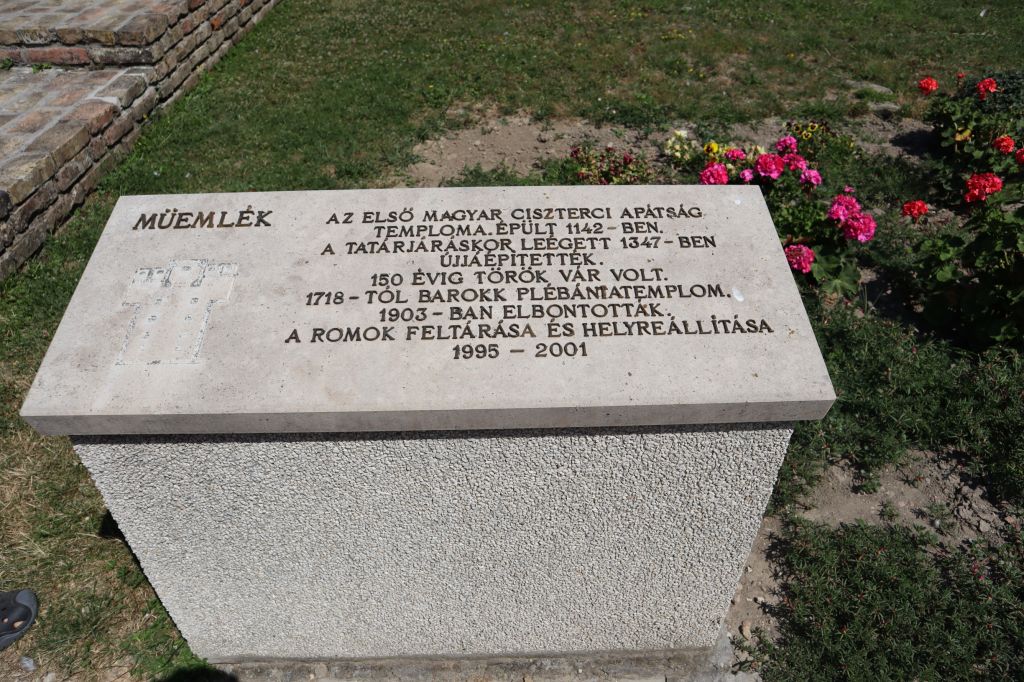 MÜEMLÉK
AZ ELSŐ MAGYAR CISZTERCI APÁTSÁG
TEMPLOMA. ÉPÜLT 1142-BEN.
A TATÁRJÁRÁSKOR LEÉGETT 1347-BEN
ÚJJÁÉPÍTETTÉK.
150 ÉVIG TÖRÖK VÁR VOLT.
1718-TÓL BAROKK PLÉBÁNIATEMPLOM.
1903-BAN ELBONTOTTÁK.
A ROMOK FELTÁRÁSA ÉS HELYREÁLLÍTÁSA
1995 - 2001